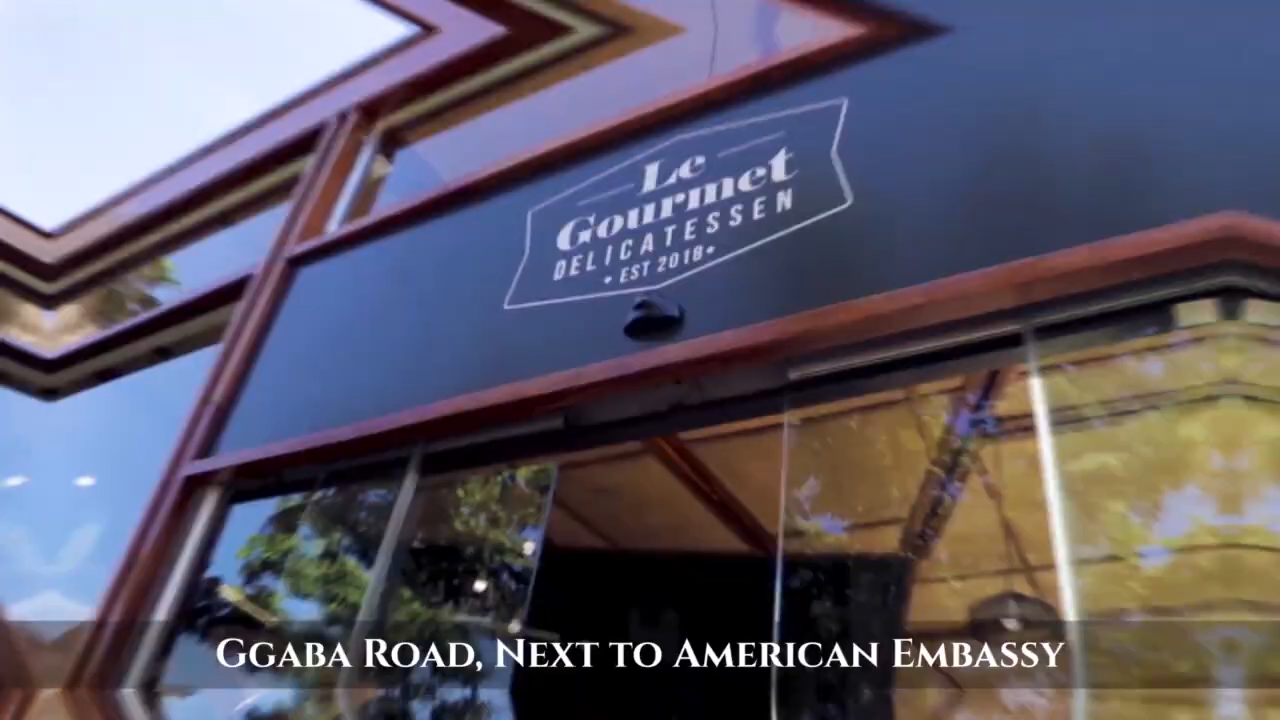 Le
Gourmet
DELICATESSEN
• EST 2018 •
GGABA ROAD, NEXT TO AMERICAN EMBASSY